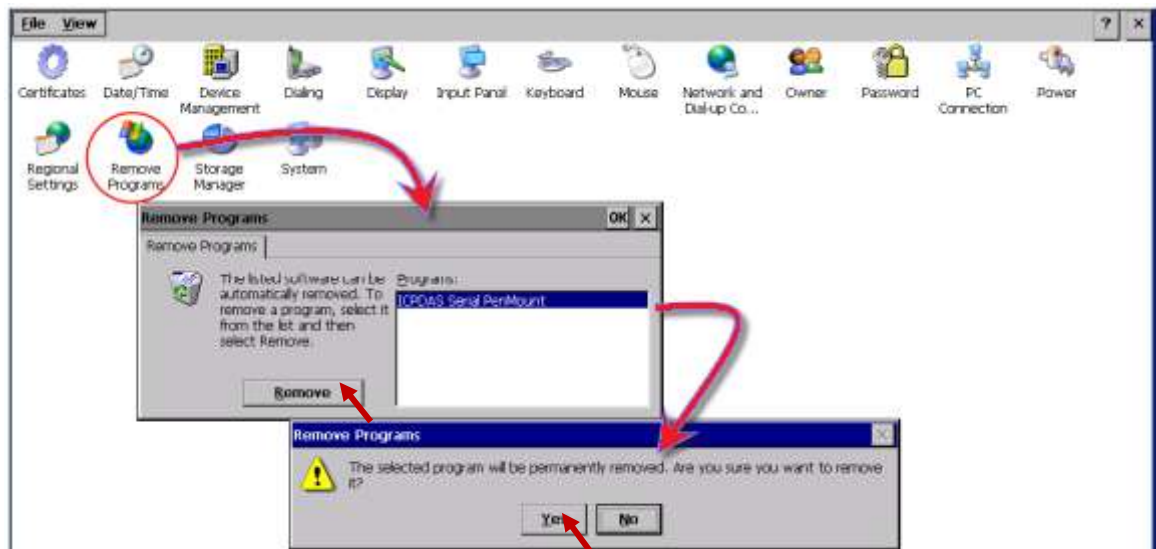 File View ? ×
Certificates Date/Time Device Management Dialing Display Input Panel Keyboard Mouse Network and Dial-up Co... Owner Password PC Connection Power
Regional Settings Remove Programs Storage Manager System
Remove Programs OK ×
Remove Programs
The listed software can be
automatically removed. To
remove a program, select it
from the list and then
select Remove.
Programs:
ICPDAS Serial PenMount
Remove
Remove Programs ×
The selected program will be permanently removed. Are you sure you want to remove
it?
Yes No